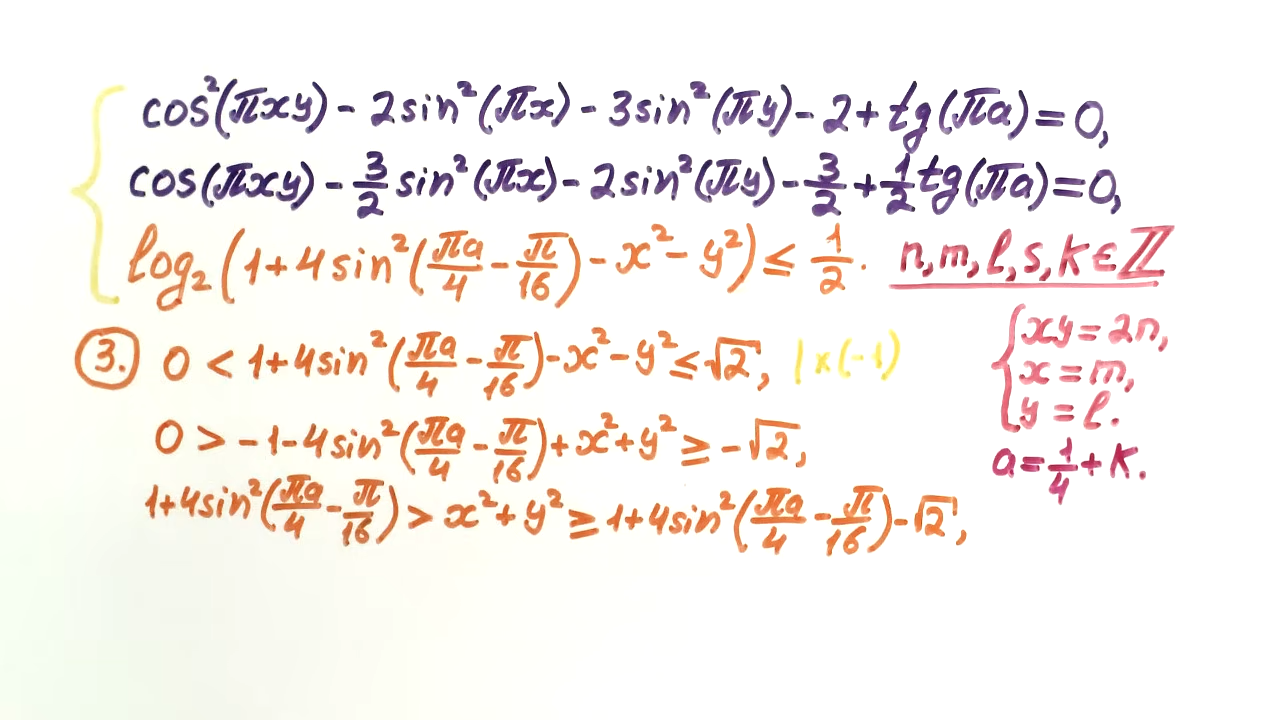 cos²(πxy) - 2sin²(πx) - 3sin²(πy) - 2 + tg(πa) = 0,
cos(πxy) - 3/2 sin²(πx) - 2sin²(πy) - 3/2 + 1/2 tg(πa) = 0,
log₂(1 + 4sin²(πa/4 - π/16) - x² - y²) ≤ 1/2. n, m, l, s, k ∈ ℤ
xy = 2n,
3. 0 < 1 + 4sin²(πa/4 - π/16) - x² - y² ≤ √2, | × (-1)
x = m,
y = l.
0 > -1 - 4sin²(πa/4 - π/16) + x² + y² ≥ -√2,
a = 1/4 + k.
1 + 4sin²(πa/4 - π/16) > x² + y² ≥ 1 + 4sin²(πa/4 - π/16) - √2,